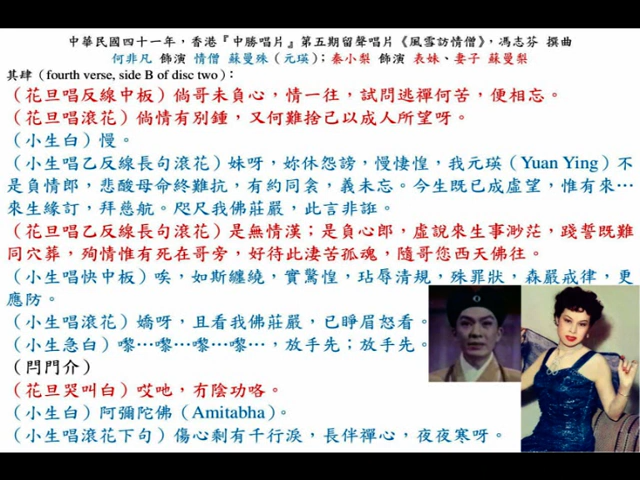 中華民國四十一年，香港『中勝唱片』第五期留聲唱片《風雪訪情僧》，馮志芬 撰曲
何非凡 飾演 情僧 蘇曼殊（元瑛）；秦小梨 飾演 表妹、妻子 蘇曼梨
其肆（fourth verse, side B of disc two）：
（花旦唱反線中板）倘哥未負心，情一往，試問逃禪何苦，便相忘。
（花旦唱滾花）倘情有別鍾，又何難捨己以成人所望呀。
（小生白）慢。
（小生唱乙反線長句滾花）妹呀，妳休怨謗，慢悽惶，我元瑛（Yuan Ying）不
是負情郎，悲酸母命終難抗，有約同衾，義未忘。今生既已成虛望，惟有來…
來生緣訂，拜慈航。咫尺我佛莊嚴，此言非誑。
（花旦唱乙反線長句滾花）是無情漢；是負心郎，虛說來生事渺茫，踐誓既難
同穴葬，殉情惟有死在哥旁，好待此淒苦孤魂，隨哥您西天佛往。
（小生唱快中板）唉，如斯纏繞，實驚惶，玷辱清規，殊罪狀，森嚴戒律，更
應防。
（小生唱滾花）嬌呀，且看我佛莊嚴，已睜眉怒看。
（小生急白）嚟…嚟…嚟…嚟…，放手先；放手先。
（閂門介）
（花旦哭叫白）哎吔，冇陰功咯。
（小生白）阿彌陀佛（Amitabha）。
（小生唱滾花下句）傷心剩有千行淚，長伴禪心，夜夜寒呀。